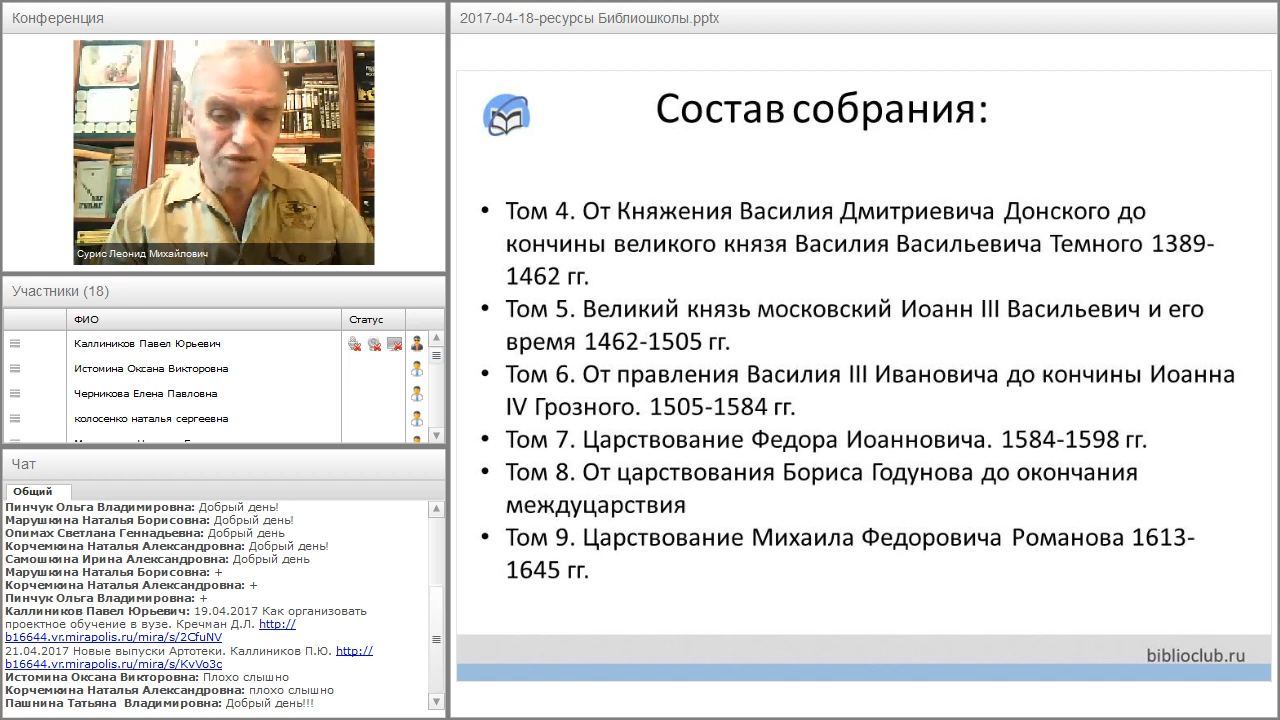 Конференция
Сурис Леонид Михайлович
Участники (18)
ФИО
Статус
Каллиников Павел Юрьевич
Истомина Оксана Викторовна
Черникова Елена Павловна
колосенко наталья сергеевна
Чат
Общий
Пинчук Ольга Владимировна: Добрый день!
Марушкина Наталья Борисовна: Добрый день!
Опимах Светлана Геннадьевна: Добрый день
Корчемкина Наталья Александровна: Добрый день!
Самошкина Ирина Александровна: Добрый день
Марушкина Наталья Борисовна: +
Корчемкина Наталья Александровна: +
Пинчук Ольга Владимировна: +
Каллиников Павел Юрьевич: 19.04.2017 Как организовать
проектное обучение в вузе. Кречман Д.Л. http://
b16644.vr.mirapolis.ru/mira/s/2CfuNV
21.04.2017 Новые выпуски Артотеки. Каллиников П.Ю. http://
b16644.vr.mirapolis.ru/mira/s/KvVo3c
Истомина Оксана Викторовна: Плохо слышно
Корчемкина Наталья Александровна: плохо слышно
Пашнина Татьяна Владимировна: Добрый день!!!
2017-04-18-ресурсы Библиошколы.pptx
Состав собрания:
• Том 4. От Княжения Василия Дмитриевича Донского до
кончины великого князя Василия Васильевича Темного 1389-
1462 гг.
• Том 5. Великий князь московский Иоанн III Васильевич и его
время 1462-1505 гг.
• Том 6. От правления Василия III Ивановича до кончины Иоанна
IV Грозного. 1505-1584 гг.
• Том 7. Царствование Федора Иоанновича. 1584-1598 гг.
• Том 8. От царствования Бориса Годунова до окончания
междуцарствия
• Том 9. Царствование Михаила Федоровича Романова 1613-
1645 гг.
biblioclub.ru